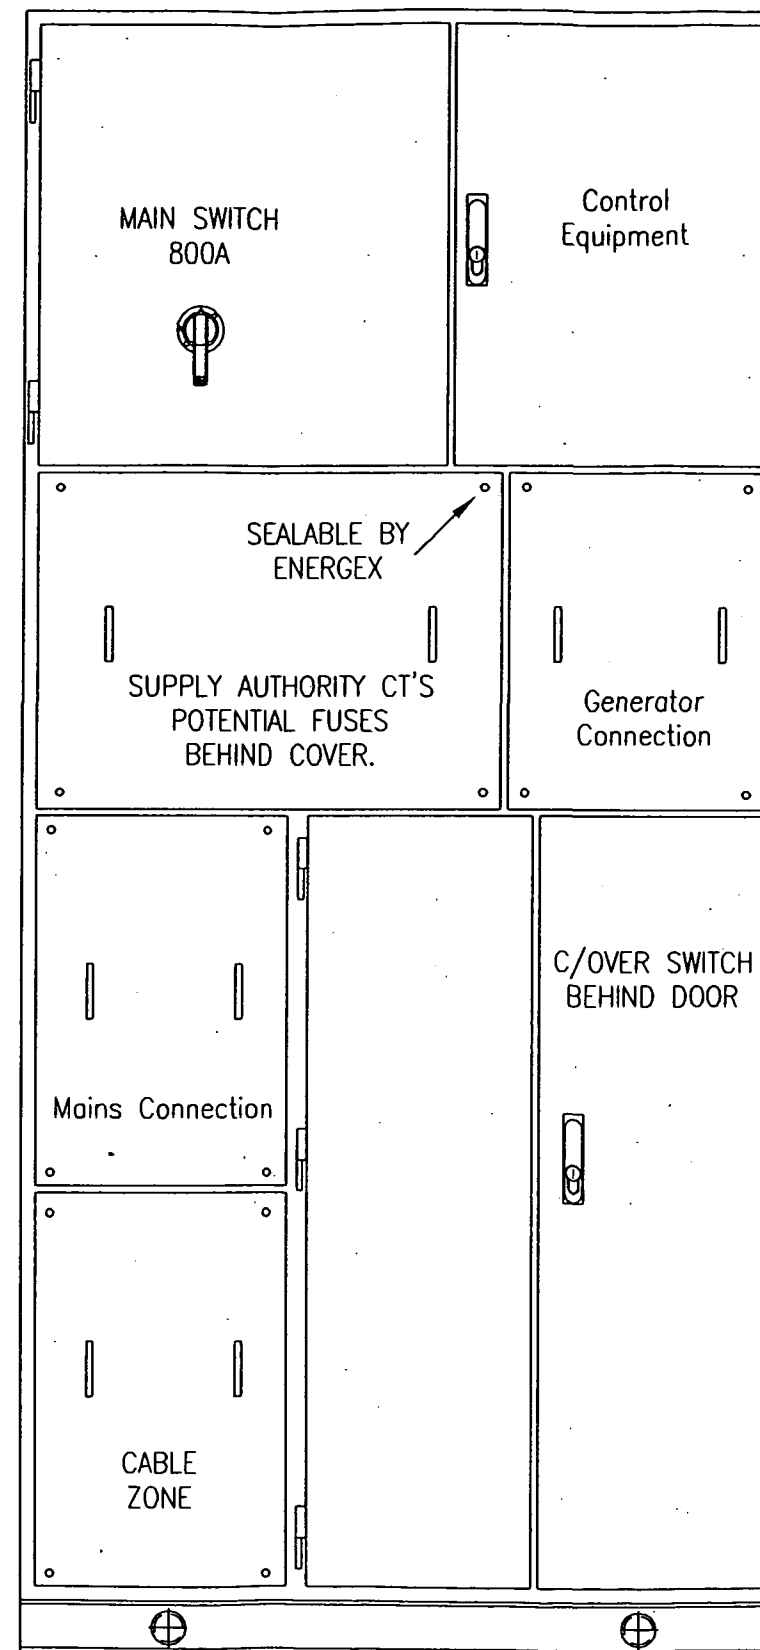 MAIN SWITCH
800A
Control
Equipment
SEALABLE BY
ENERGEX
SUPPLY AUTHORITY CT'S
POTENTIAL FUSES
BEHIND COVER.
Generator
Connection
C/OVER SWITCH
BEHIND DOOR
Mains Connection
CABLE
ZONE